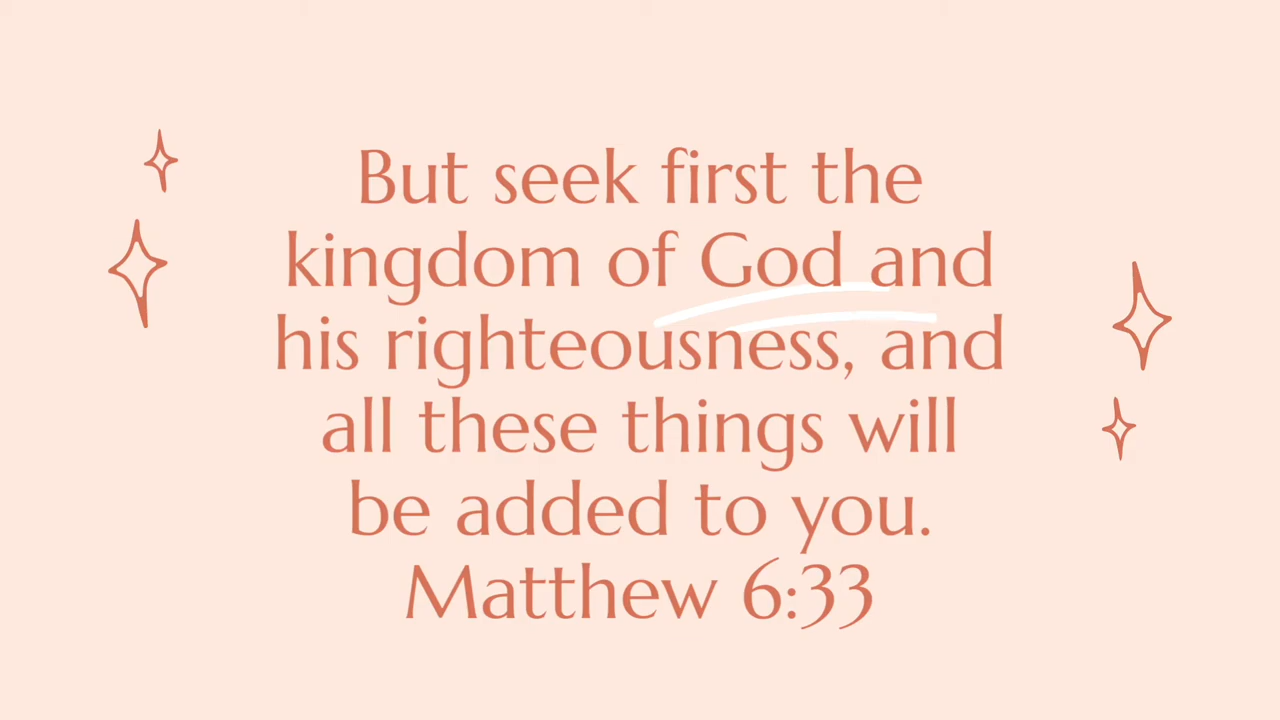 But seek first the
kingdom of God and
his righteousness, and
all these things will
be added to you.
Matthew 6:33